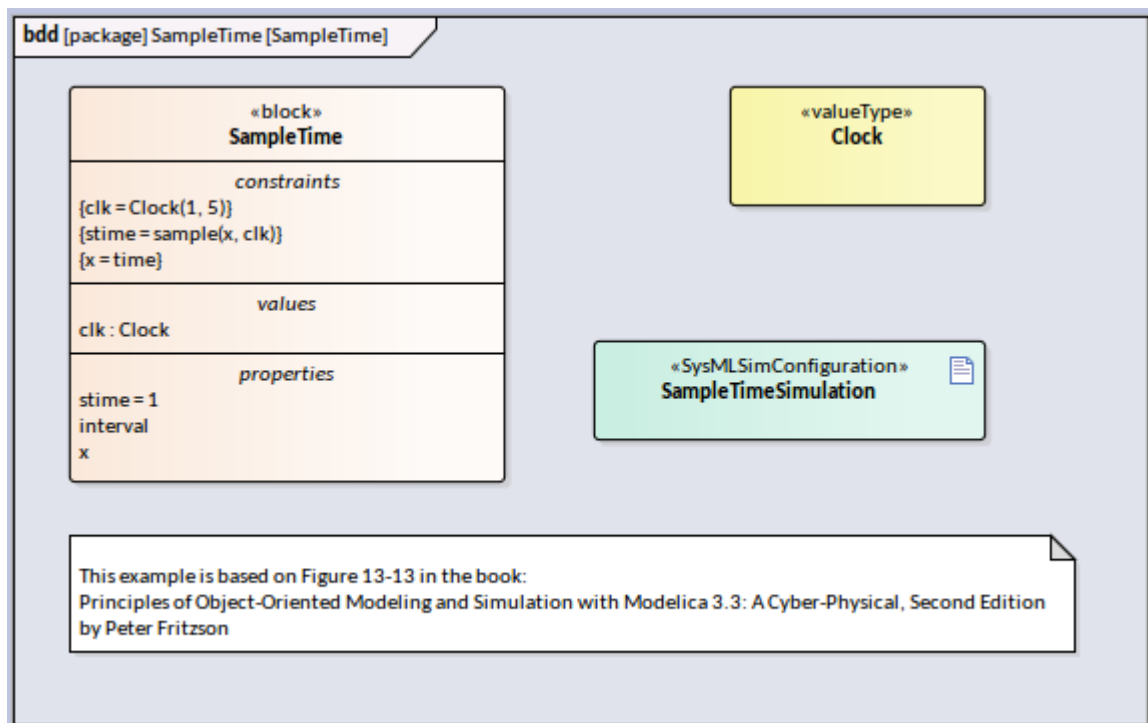 bdd [package] SampleTime [SampleTime]
«block»
SampleTime
constraints
{clk = Clock(1, 5)}
{stime = sample(x, clk)}
{x = time}
values
clk : Clock
properties
stime = 1
interval
x
«valueType»
Clock
«SysMLSimConfiguration»
SampleTimeSimulation
This example is based on Figure 13-13 in the book:
Principles of Object-Oriented Modeling and Simulation with Modelica 3.3: A Cyber-Physical, Second Edition
by Peter Fritzson